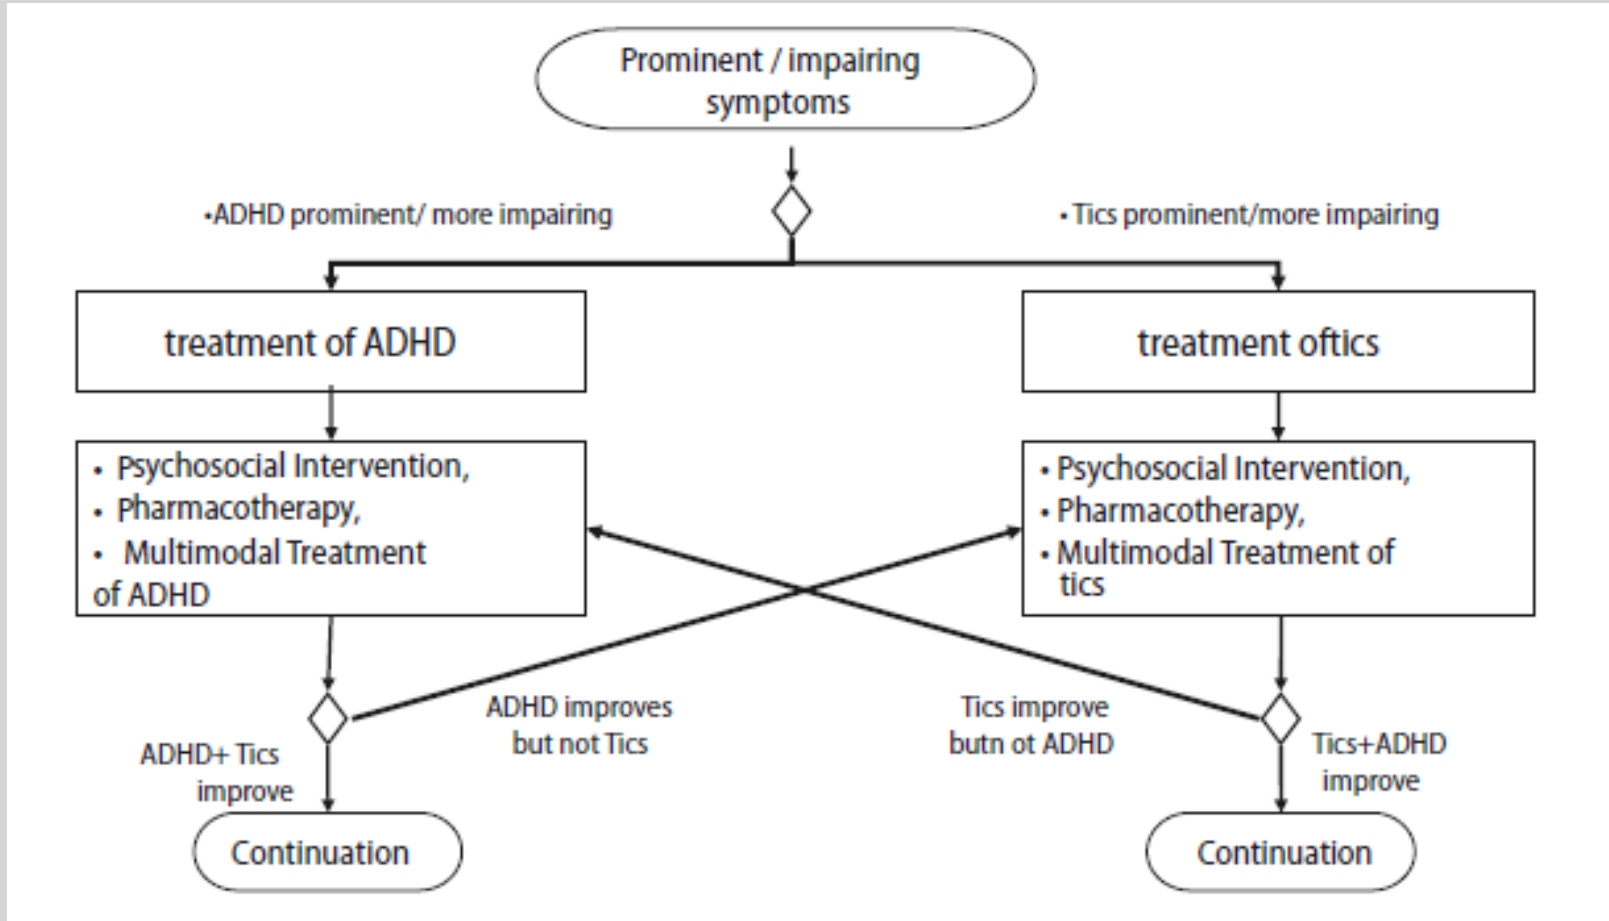 Prominent / impairing
symptoms
•ADHD prominent/ more impairing
• Tics prominent/more impairing
treatment of ADHD
treatment oftics
• Psychosocial Intervention,
• Pharmacotherapy,
• Multimodal Treatment
of ADHD
• Psychosocial Intervention,
• Pharmacotherapy,
• Multimodal Treatment of
tics
ADHD improves
but not Tics
Tics improve
butn ot ADHD
ADHD+ Tics
improve
Tics+ADHD
improve
Continuation
Continuation